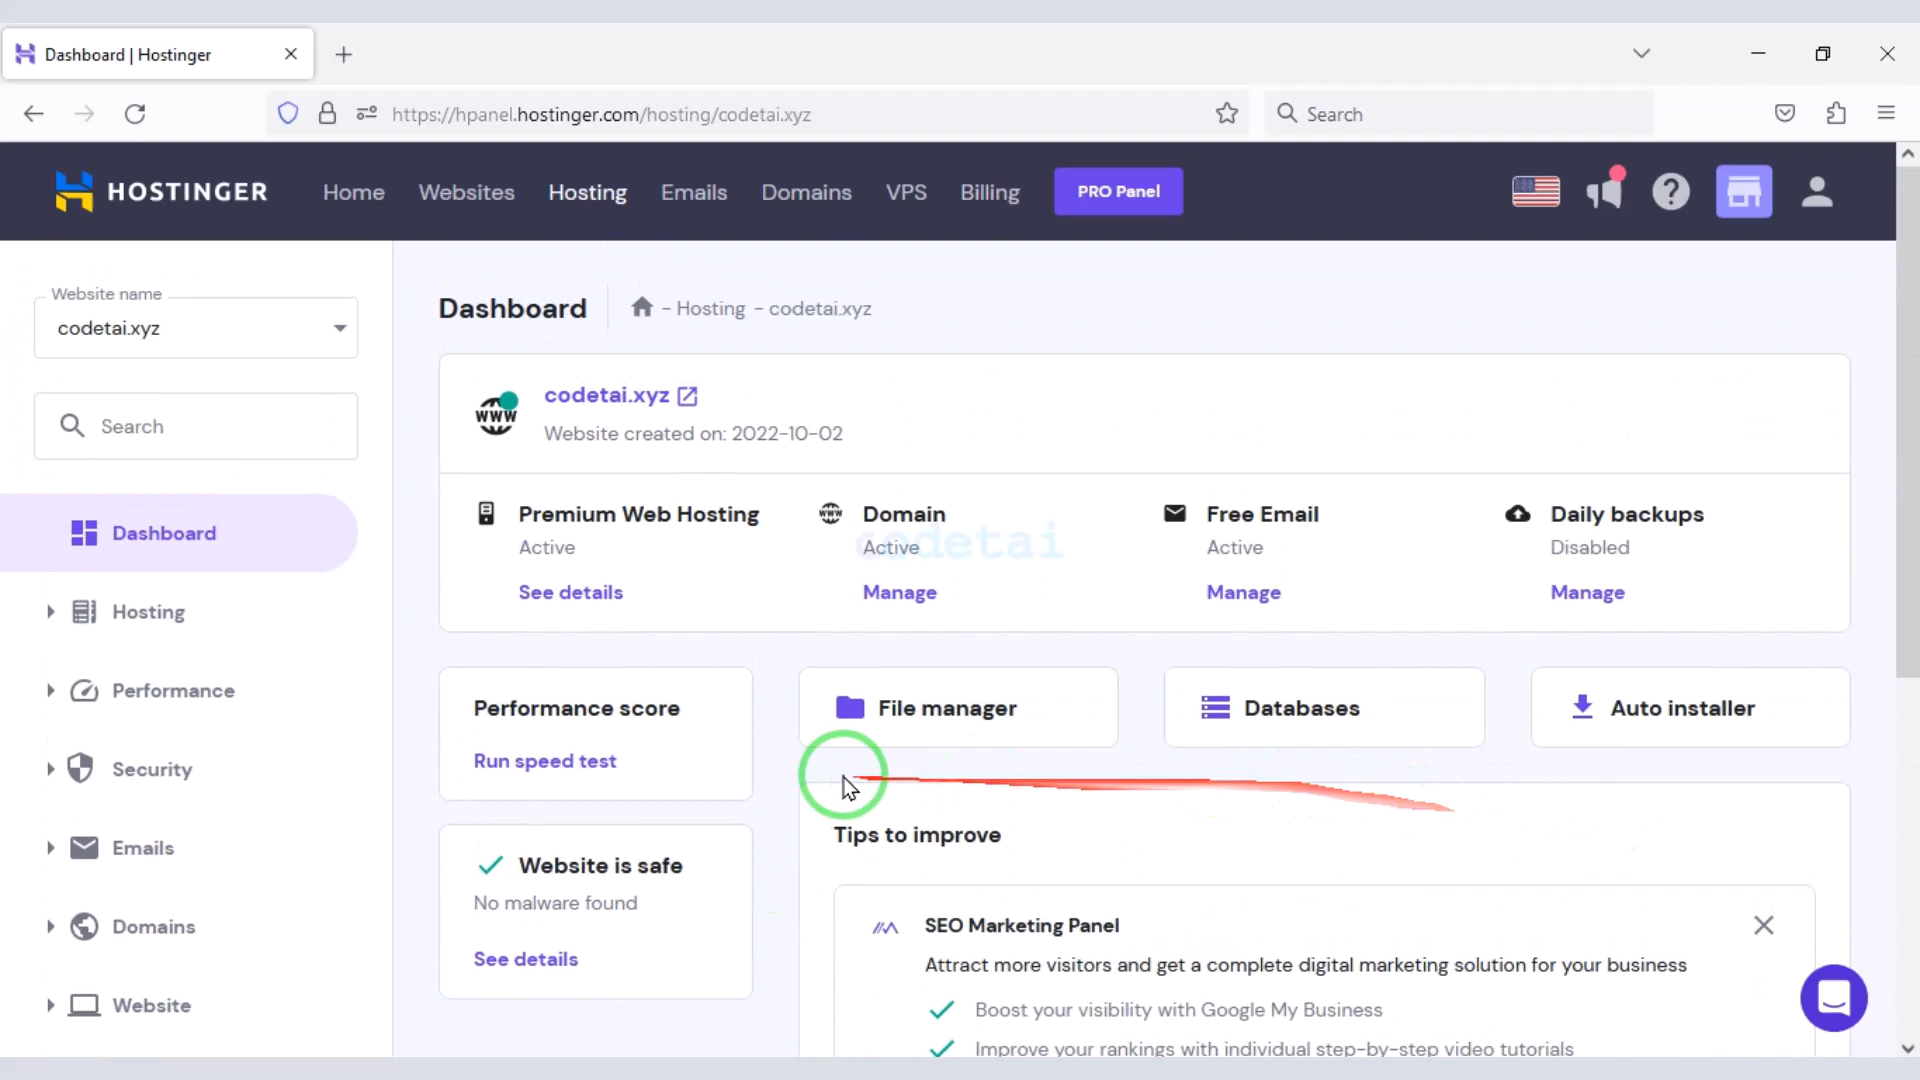 Dashboard | Hostinger
https://hpanel.hostinger.com/hosting/codetai.xyz
Search
HOSTINGER
Home
Websites
Hosting
Emails
Domains
VPS
Billing
PRO Panel
Website name
codetai.xyz
Search
Dashboard
Hosting
Performance
Security
Emails
Domains
Website
Dashboard
- Hosting - codetai.xyz
codetai.xyz
Website created on: 2022-10-02
Premium Web Hosting
Active
See details
Domain
Active
Manage
Free Email
Active
Manage
Daily backups
Disabled
Manage
codetai
Performance score
Run speed test
File manager
Databases
Auto installer
Website is safe
No malware found
See details
Tips to improve
SEO Marketing Panel
Attract more visitors and get a complete digital marketing solution for your business
Boost your visibility with Google My Business
Improve your rankings with individual step-by-step video tutorials